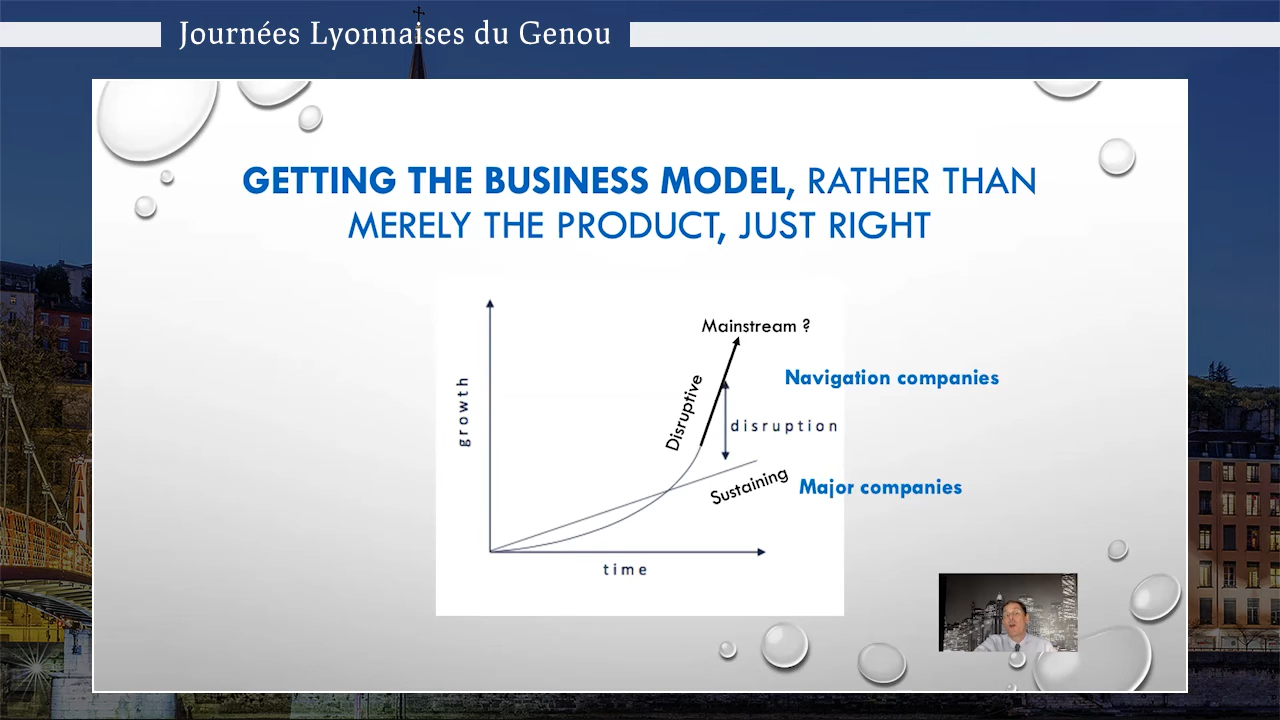 Journées Lyonnaises du Genou
GETTING THE BUSINESS MODEL, RATHER THAN
MERELY THE PRODUCT, JUST RIGHT
Mainstream ?
Navigation companies
growth
Disruptive
disruption
Sustaining
Major companies
time